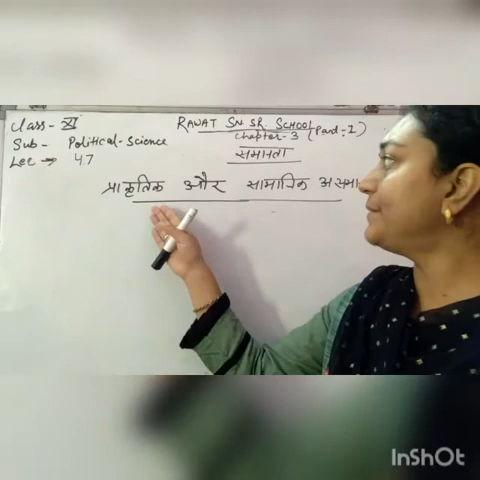 Class - XI
RAWAT SN. SR. SCHOOL (Part-2)
Sub - Political-Science
Chapter-3
Lec → 47
समानता
प्राकृतिक और सामाजिक असमा
InShOt